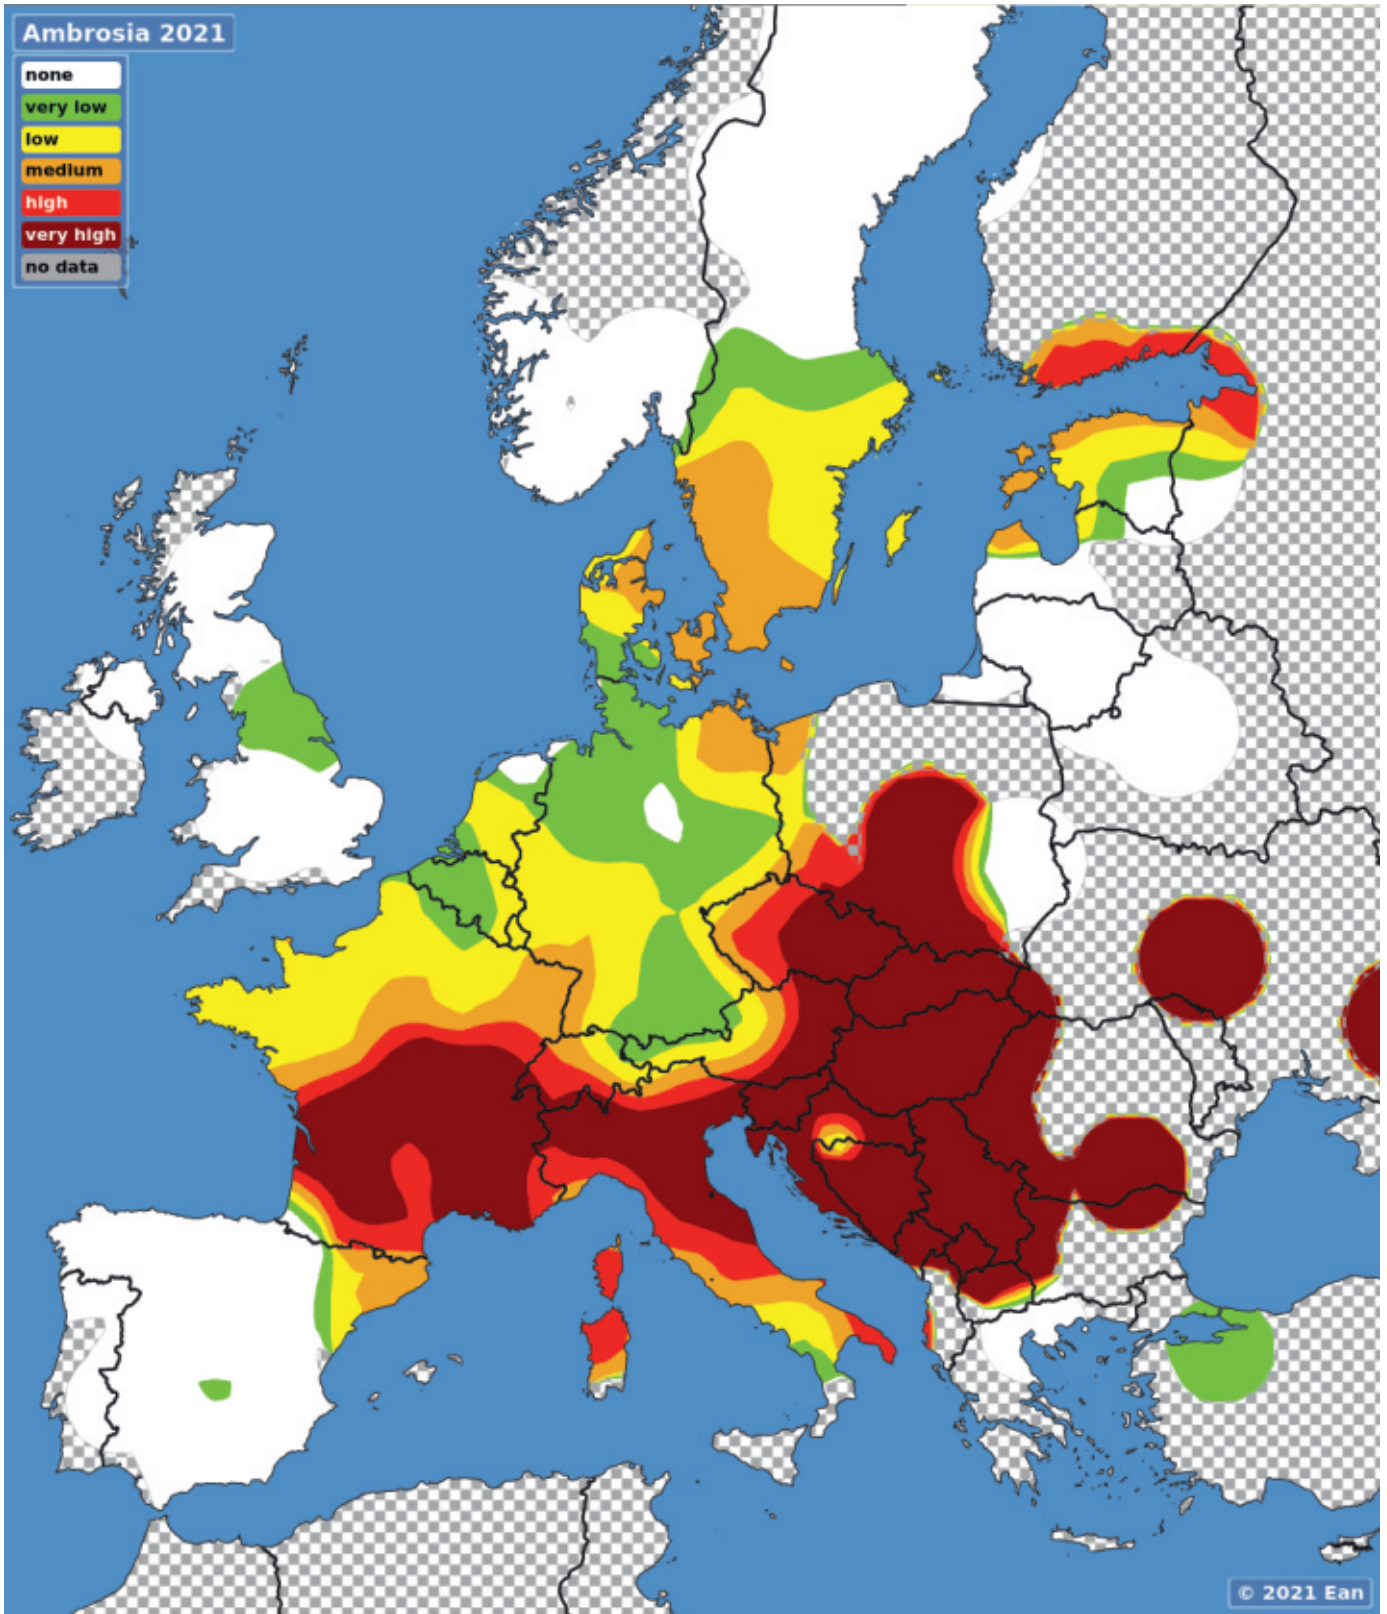 Ambrosia 2021
none
very low
low
medium
high
very high
no data
© 2021 Ean